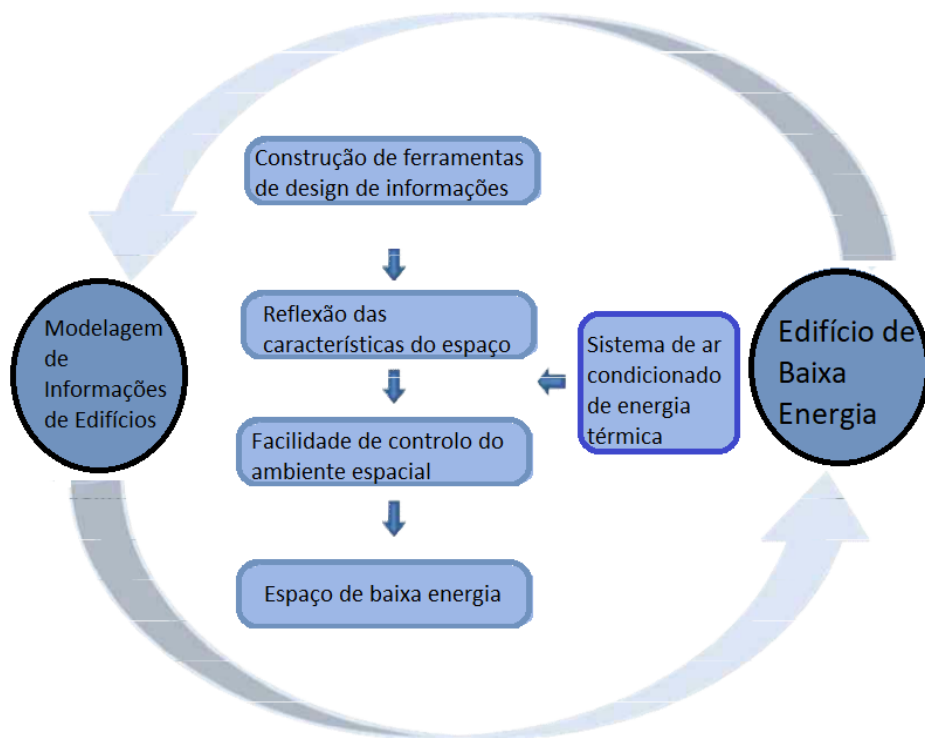 Construção de ferramentas
de design de informações
Modelagem
de
Informações
de Edifícios
Reflexão das
características do espaço
Sistema de ar
condicionado
de energia
térmica
Edifício de
Baixa
Energia
Facilidade de controlo do
ambiente espacial
Espaço de baixa energia